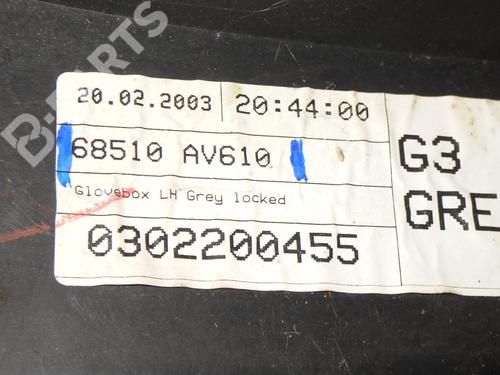 B-PARTS
20.02.2003 20:44:00
68510 AV610
Glovebox LH Grey locked
0302200455
G3
GRE